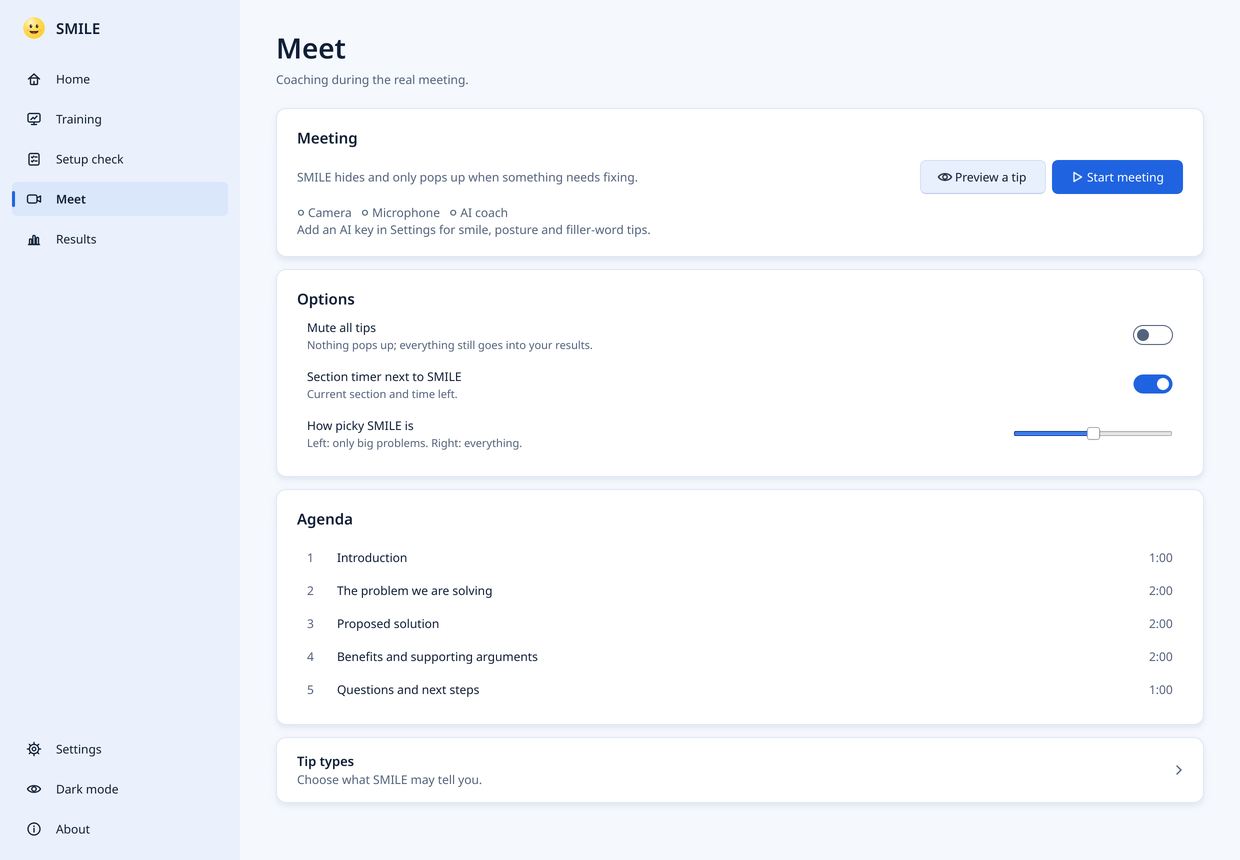 SMILE
Home
Training
Setup check
Meet
Results
Settings
Dark mode
About
Meet
Coaching during the real meeting.
Meeting
SMILE hides and only pops up when something needs fixing.
Preview a tip
Start meeting
Camera Microphone AI coach
Add an AI key in Settings for smile, posture and filler-word tips.
Options
Mute all tips
Nothing pops up; everything still goes into your results.
Section timer next to SMILE
Current section and time left.
How picky SMILE is
Left: only big problems. Right: everything.
Agenda
1 Introduction 1:00
2 The problem we are solving 2:00
3 Proposed solution 2:00
4 Benefits and supporting arguments 2:00
5 Questions and next steps 1:00
Tip types
Choose what SMILE may tell you.